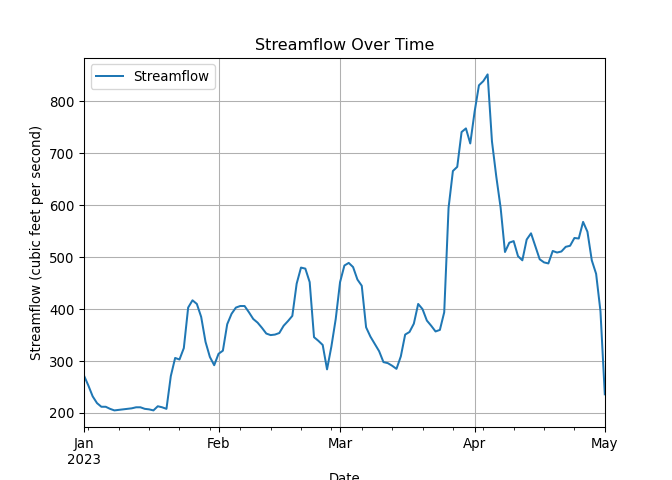 Streamflow Over Time
Streamflow
Streamflow (cubic feet per second)
800
700
600
500
400
300
200
Jan Feb Mar Apr May
2023
Date